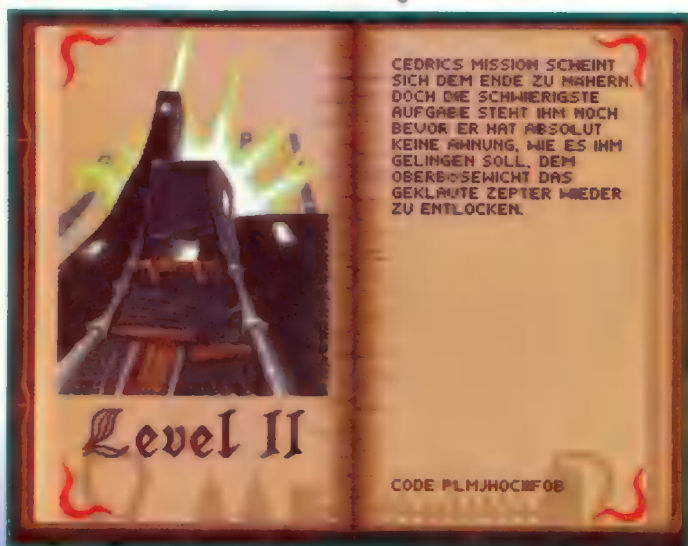 Level II
CEDRICS MISSION SCHEINT
SICH DEM ENDE ZU NÄHERN.
DOCH DIE SCHWIERIGSTE
AUFGABE STEHT IHM NOCH
BEVOR ER HAT ABSOLUT
KEINE AHNUNG, WIE ES IHM
GELINGEN SOLL, DEM
OBERBÖSEWICHT DAS
GEKLAUTE ZEPTER WIEDER
ZU ENTLOCKEN.
CODE